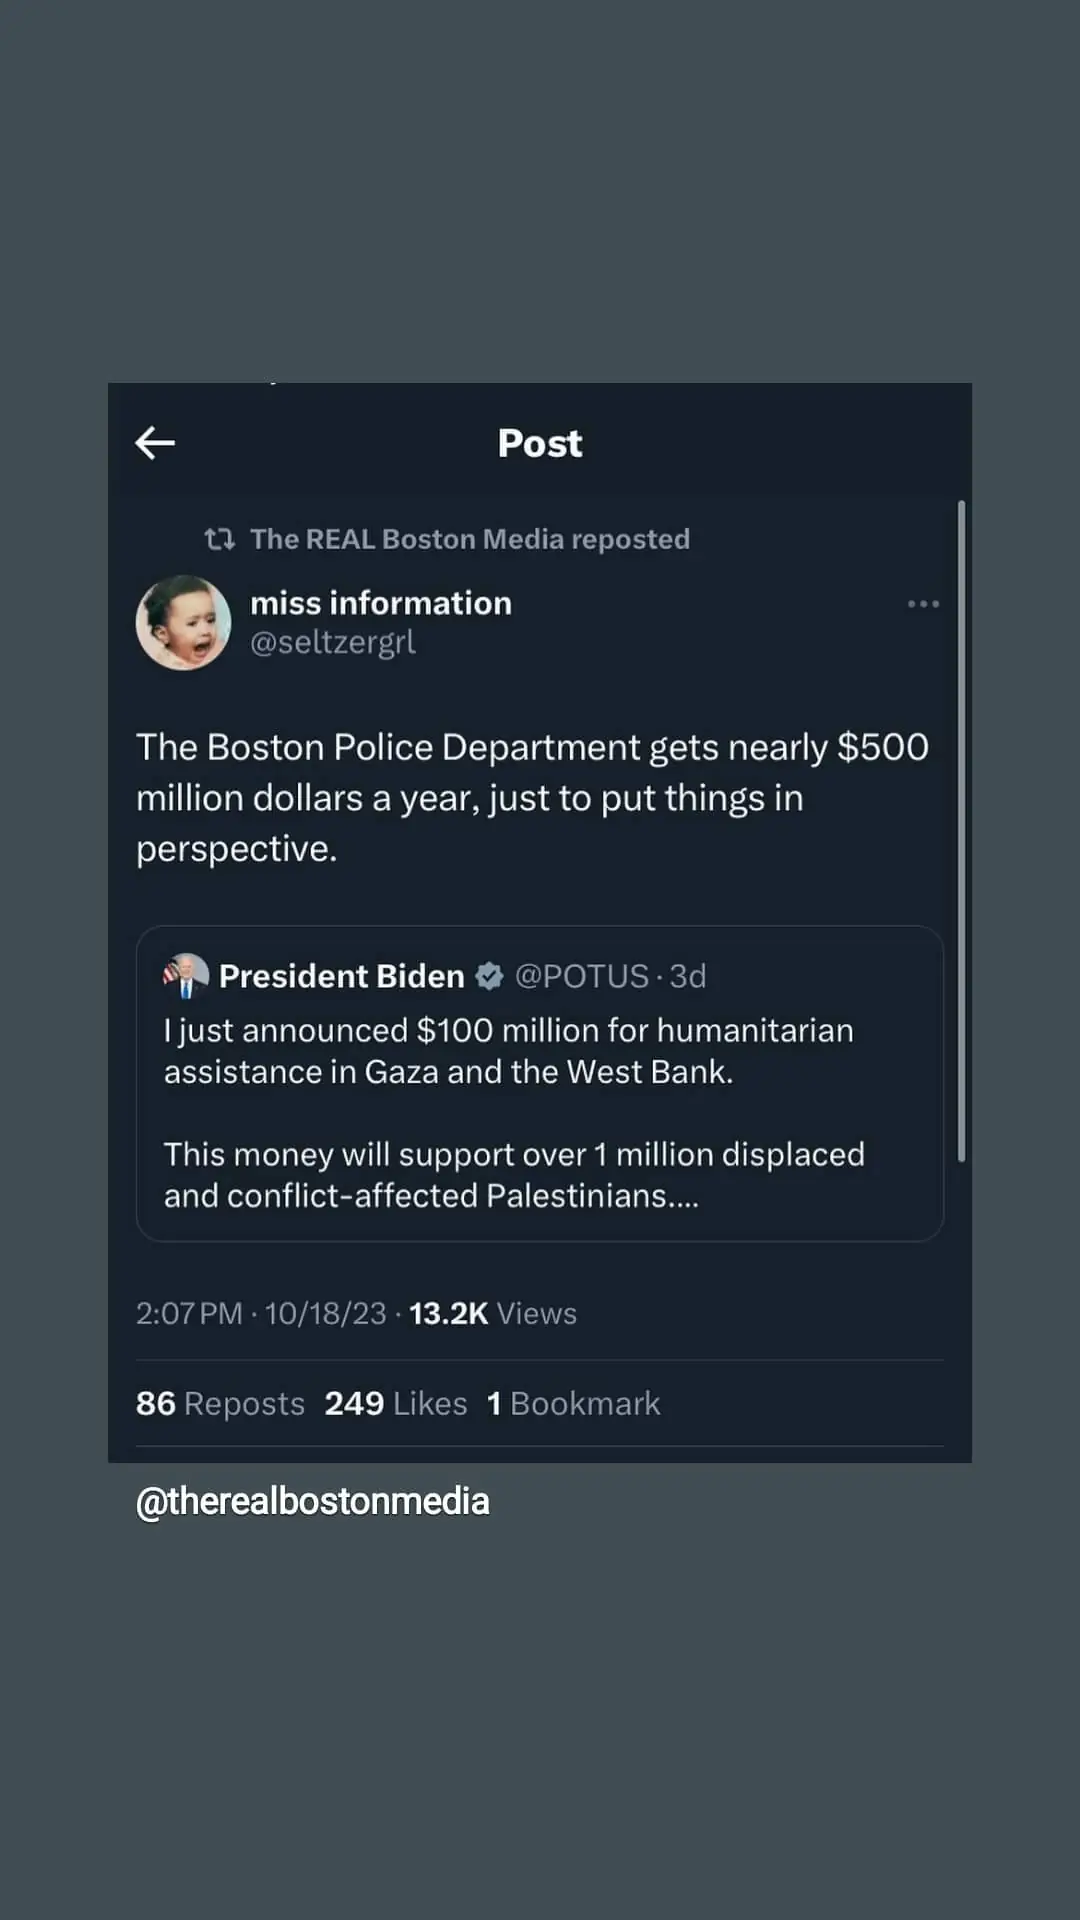 Post
The REAL Boston Media reposted
miss information
@seltzergrl
The Boston Police Department gets nearly $500
million dollars a year, just to put things in
perspective.
President Biden @POTUS · 3d
I just announced $100 million for humanitarian
assistance in Gaza and the West Bank.
This money will support over 1 million displaced
and conflict-affected Palestinians....
2:07 PM · 10/18/23 · 13.2K Views
86 Reposts 249 Likes 1 Bookmark
@therealbostonmedia